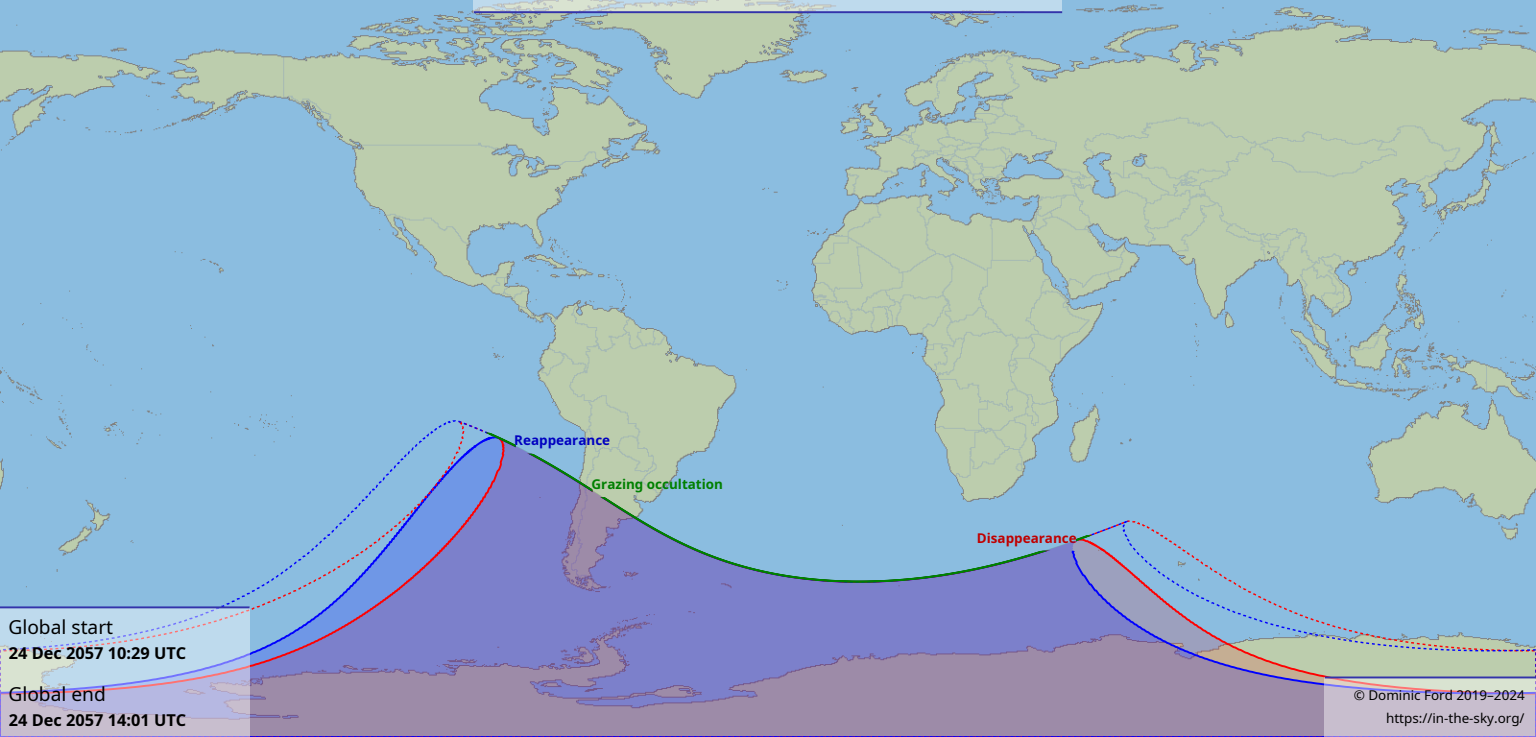 Reappearance
Grazing occultation
Disappearance
Global start
24 Dec 2057 10:29 UTC
Global end
24 Dec 2057 14:01 UTC
© Dominic Ford 2019–2024
https://in-the-sky.org/